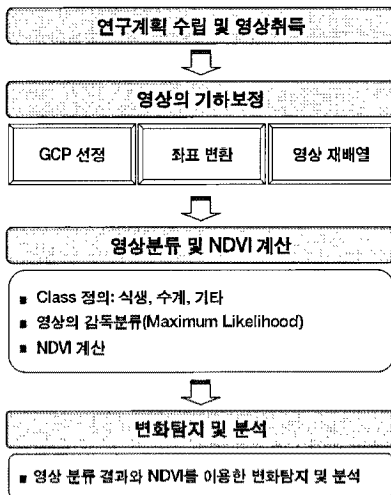 연구계획 수립 및 영상취득
영상의 기하보정
GCP 선정 좌표 변환 영상 재배열
영상분류 및 NDVI 계산
■ Class 정의: 식생, 수계, 기타
■ 영상의 감독분류(Maximum Likelihood)
■ NDVI 계산
변화탐지 및 분석
■ 영상 분류 결과와 NDVI를 이용한 변화탐지 및 분석